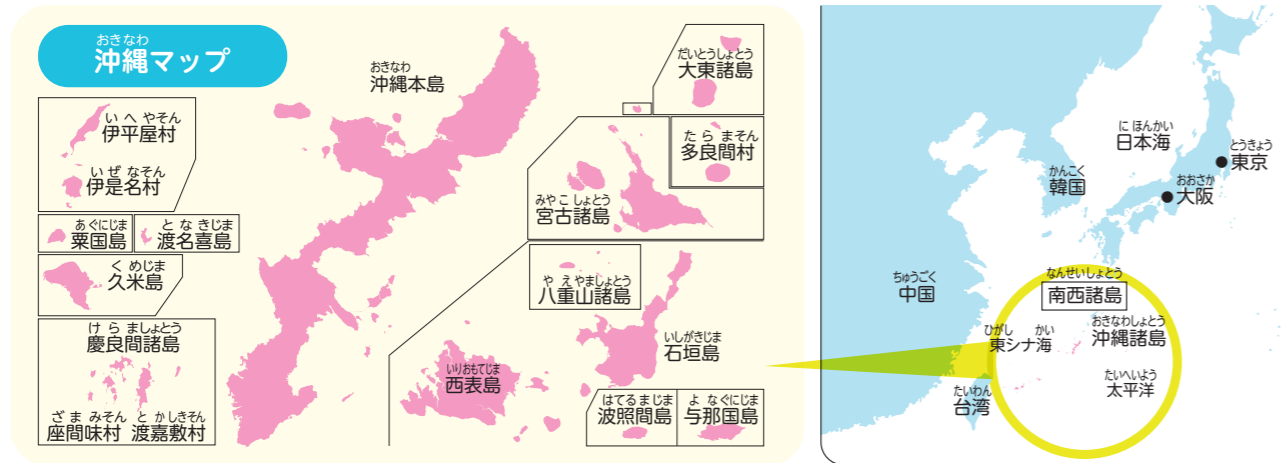 おきなわ
沖縄マップ
おきなわ
沖縄本島
だいとうしょとう
大東諸島
い へ やそん
伊平屋村
い ぜ なそん
伊是名村
た ら まそん
多良間村
みや こ しょとう
宮古諸島
あぐにじま
粟国島
と な きじま
渡名喜島
く めじま
久米島
や え やましょとう
八重山諸島
け ら ましょとう
慶良間諸島
いしがきじま
石垣島
いりおもてじま
西表島
はてるまじま
波照間島
よ なぐにじま
与那国島
ざ ま みそん
座間味村
と かしきそん
渡嘉敷村
に ほんかい
日本海
とうきょう
東京
かんこく
韓国
おおさか
大阪
ちゅうごく
中国
なんせいしょとう
南西諸島
おきなわしょとう
沖縄諸島
ひがし かい
東シナ海
たいへいよう
太平洋
たいわん
台湾